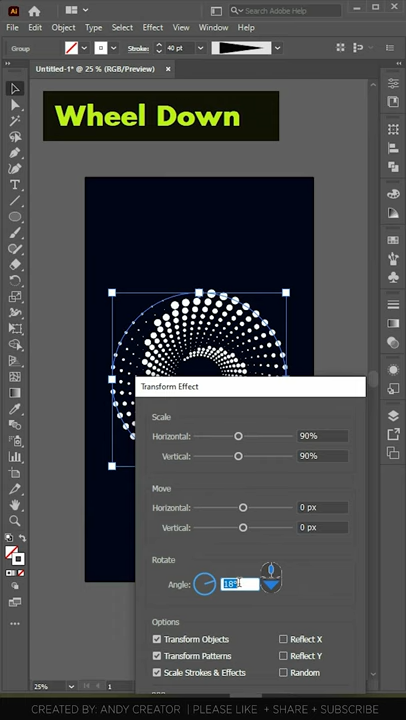 Ai
Search Adobe Help
File Edit Object Type Select Effect View
Group Stroke: 40 pt
Untitled-1* @ 25 % (RGB/Preview) ×
Wheel Down
Transform Effect
Scale
Horizontal: 90%
Vertical: 90%
Move
Horizontal: 0 px
Vertical: 0 px
Rotate
Angle: 18°
Options
Transform Objects Reflect X
Transform Patterns Reflect Y
Scale Strokes & Effects Random
25% 1
CREATED BY: ANDY CREATOR | PLEASE LIKE + SHARE + SUBSCRIBE